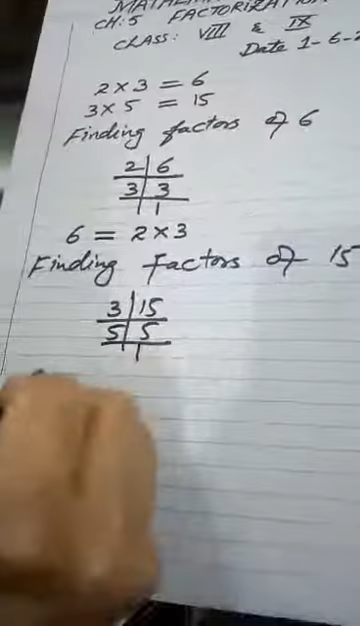 CH:5 FACTORIZAT
CLASS: VIII & IX
Date 1-6-
2 × 3 = 6
3 × 5 = 15
Finding factors of 6
2 | 6
3 | 3
| 1
6 = 2 × 3
Finding Factors of 15
3 | 15
5 | 5
| 1